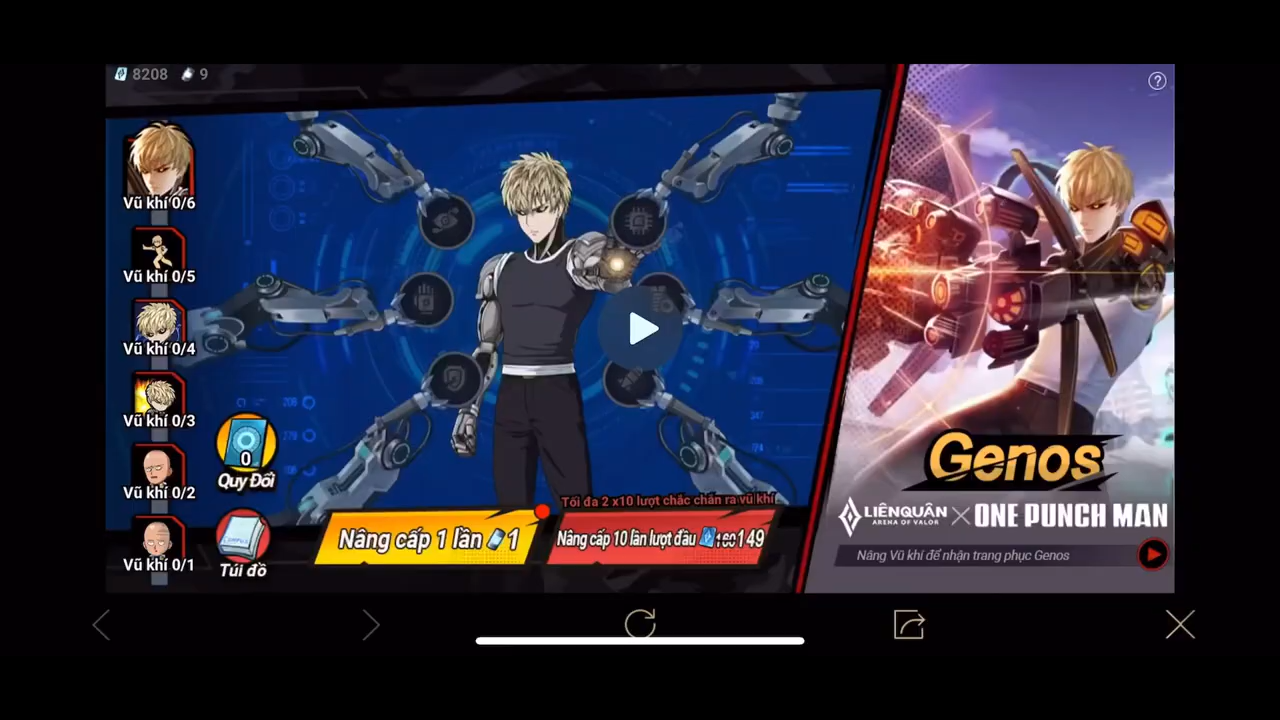 8208 9
Vũ khí 0/6
Vũ khí 0/5
Vũ khí 0/4
Vũ khí 0/3
Vũ khí 0/2
Vũ khí 0/1
0
Quy Đổi
Túi đồ
Tối đa 2 x10 lượt chắc chắn ra vũ khí
Nâng cấp 1 lần 1
Nâng cấp 10 lần lượt đầu 149
?
Genos
LIÊN QUÂN
ARENA OF VALOR
ONE PUNCH MAN
Nâng Vũ khí để nhận trang phục Genos